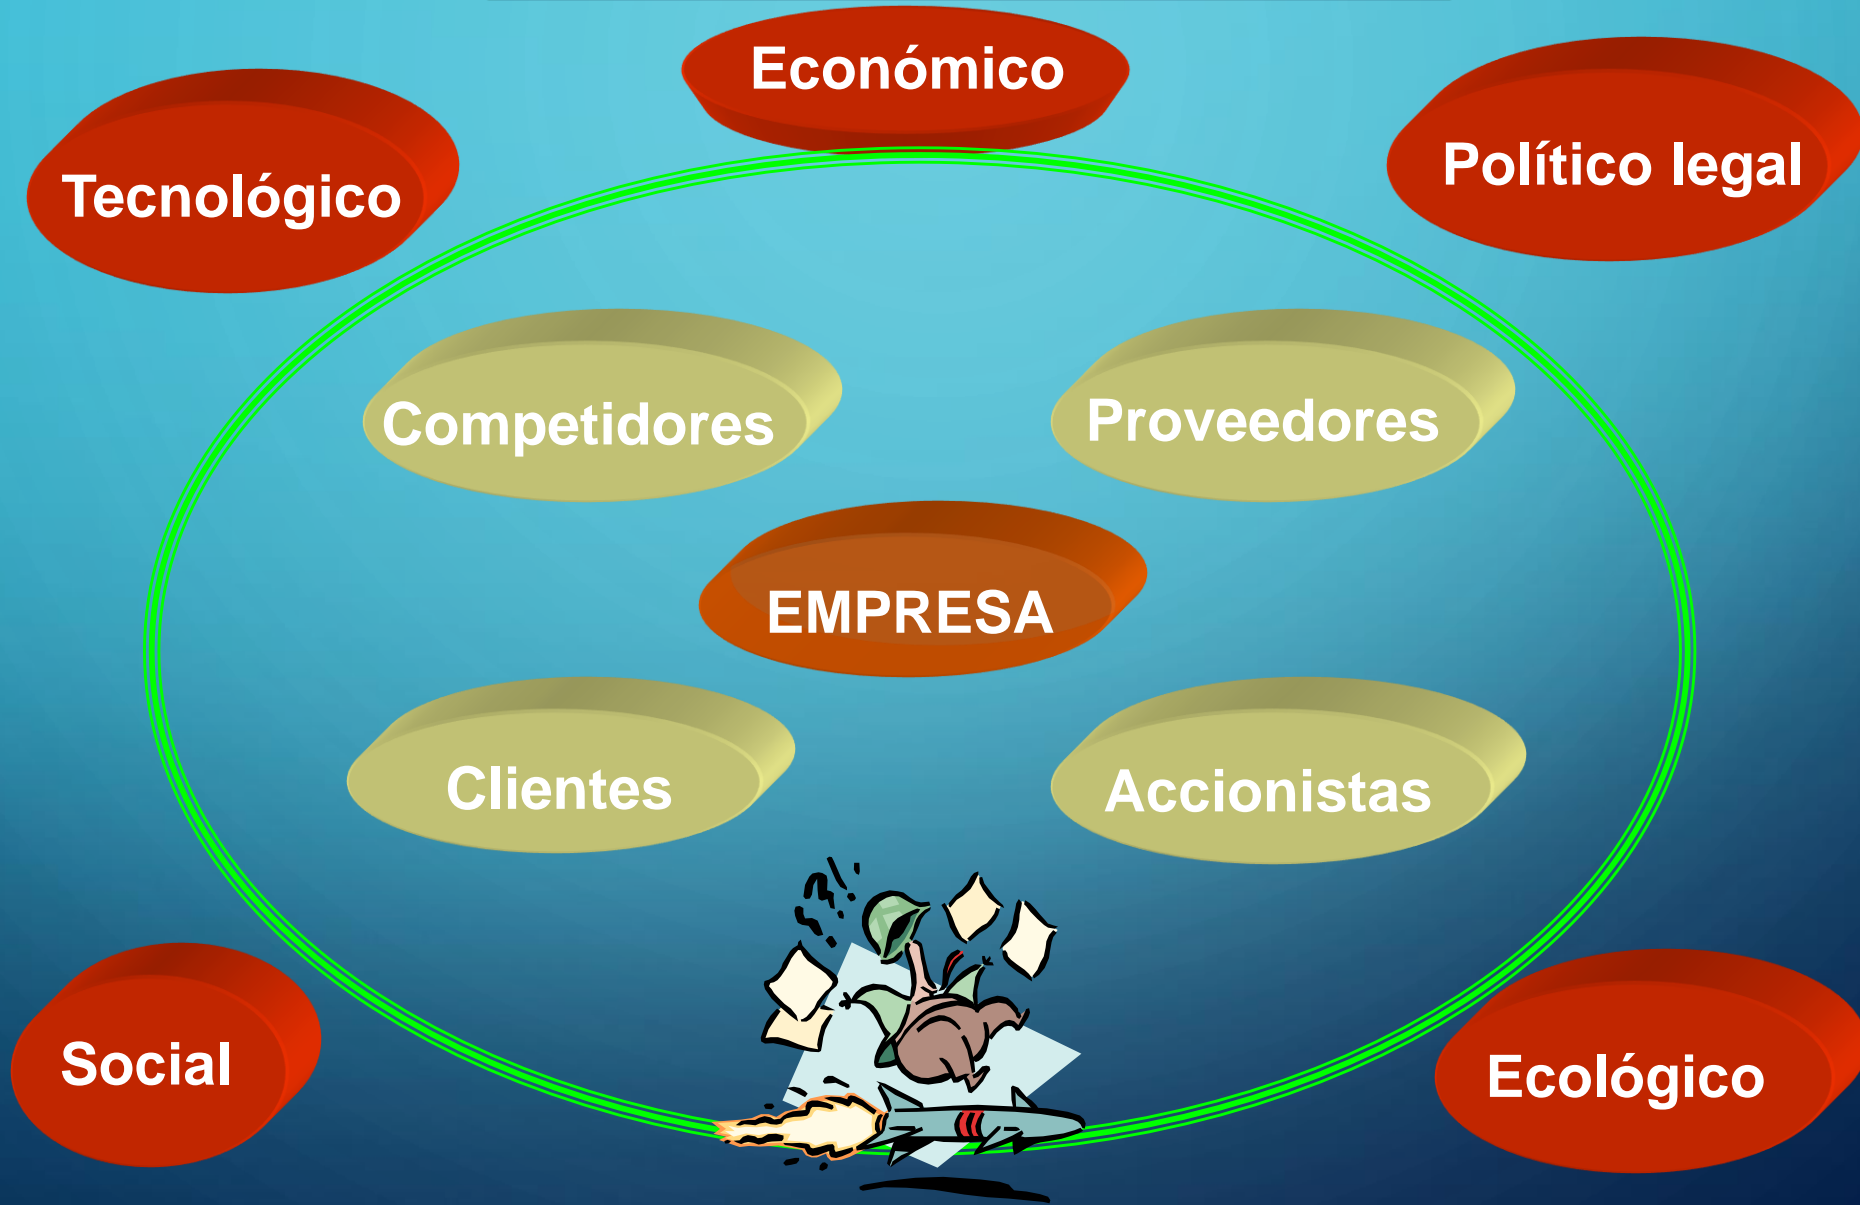 Económico
Tecnológico
Político legal
Competidores
Proveedores
EMPRESA
Clientes
Accionistas
Social
Ecológico